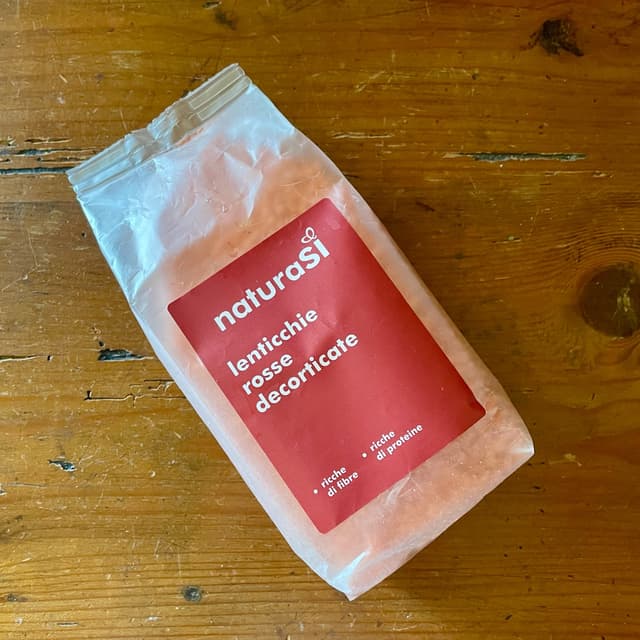 naturasì
lenticchie
rosse
decorticate
• ricche
di fibre
• ricche
di proteine